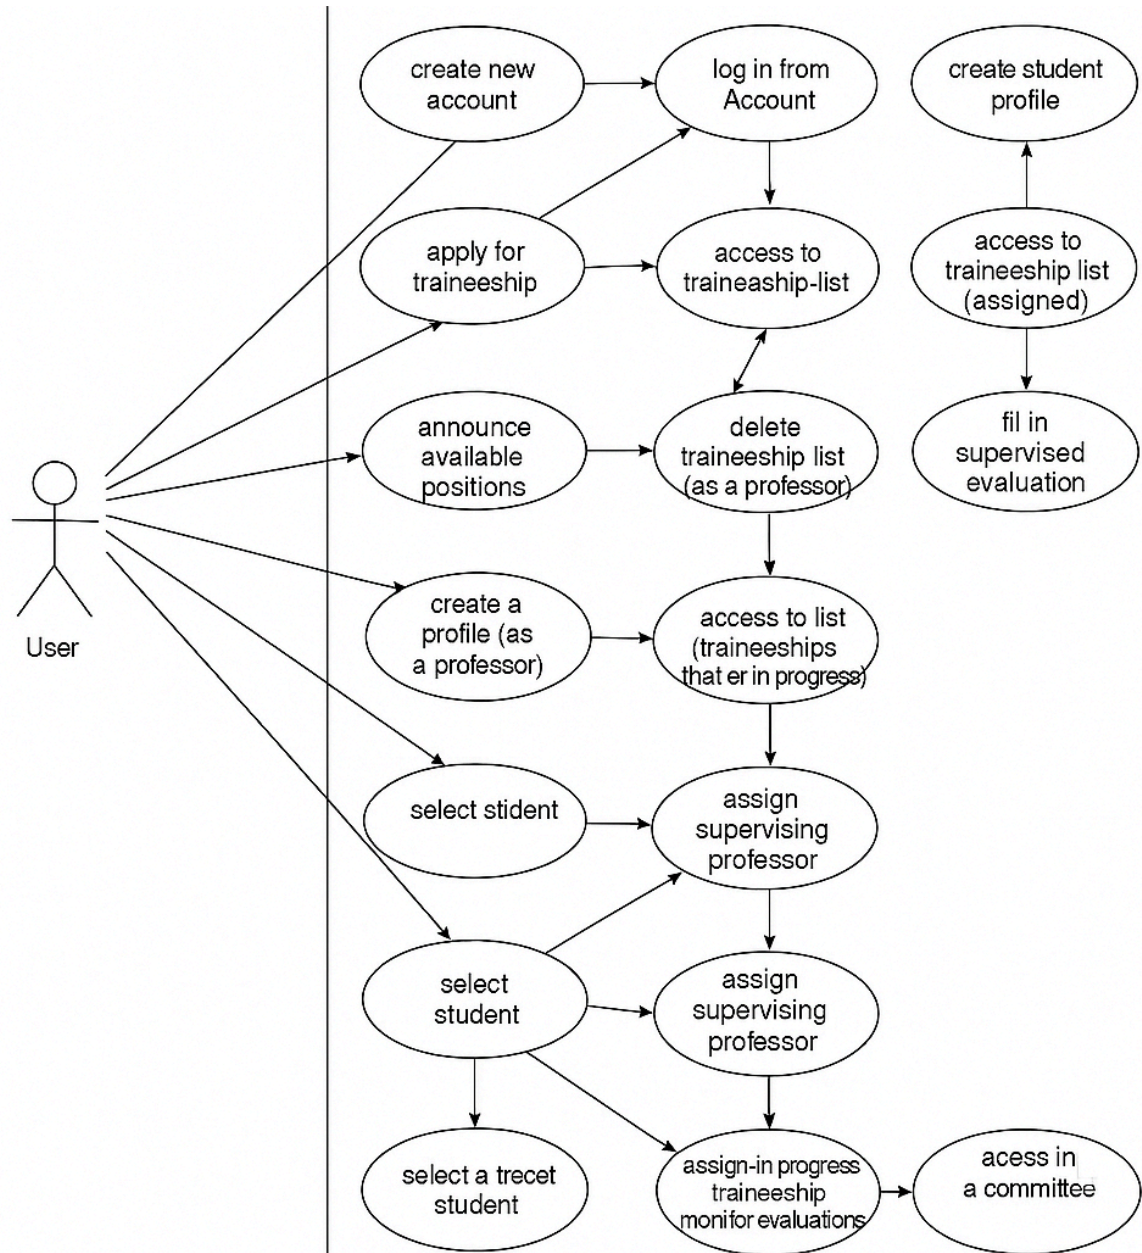 create new
account
log in from
Account
create student
profile
apply for
traineeship
access to
traineaship-list
access to
traineeship list
(assigned)
announce
available
positions
delete
traineeship list
(as a professor)
fil in
supervised
evaluation
User
create a
profile (as
a professor)
access to list
(traineeships
that er in progress)
select stident
assign
supervising
professor
select
student
assign
supervising
professor
select a trecet
student
assign-in progress
traineeship
monifor evaluations
acess in
a committee